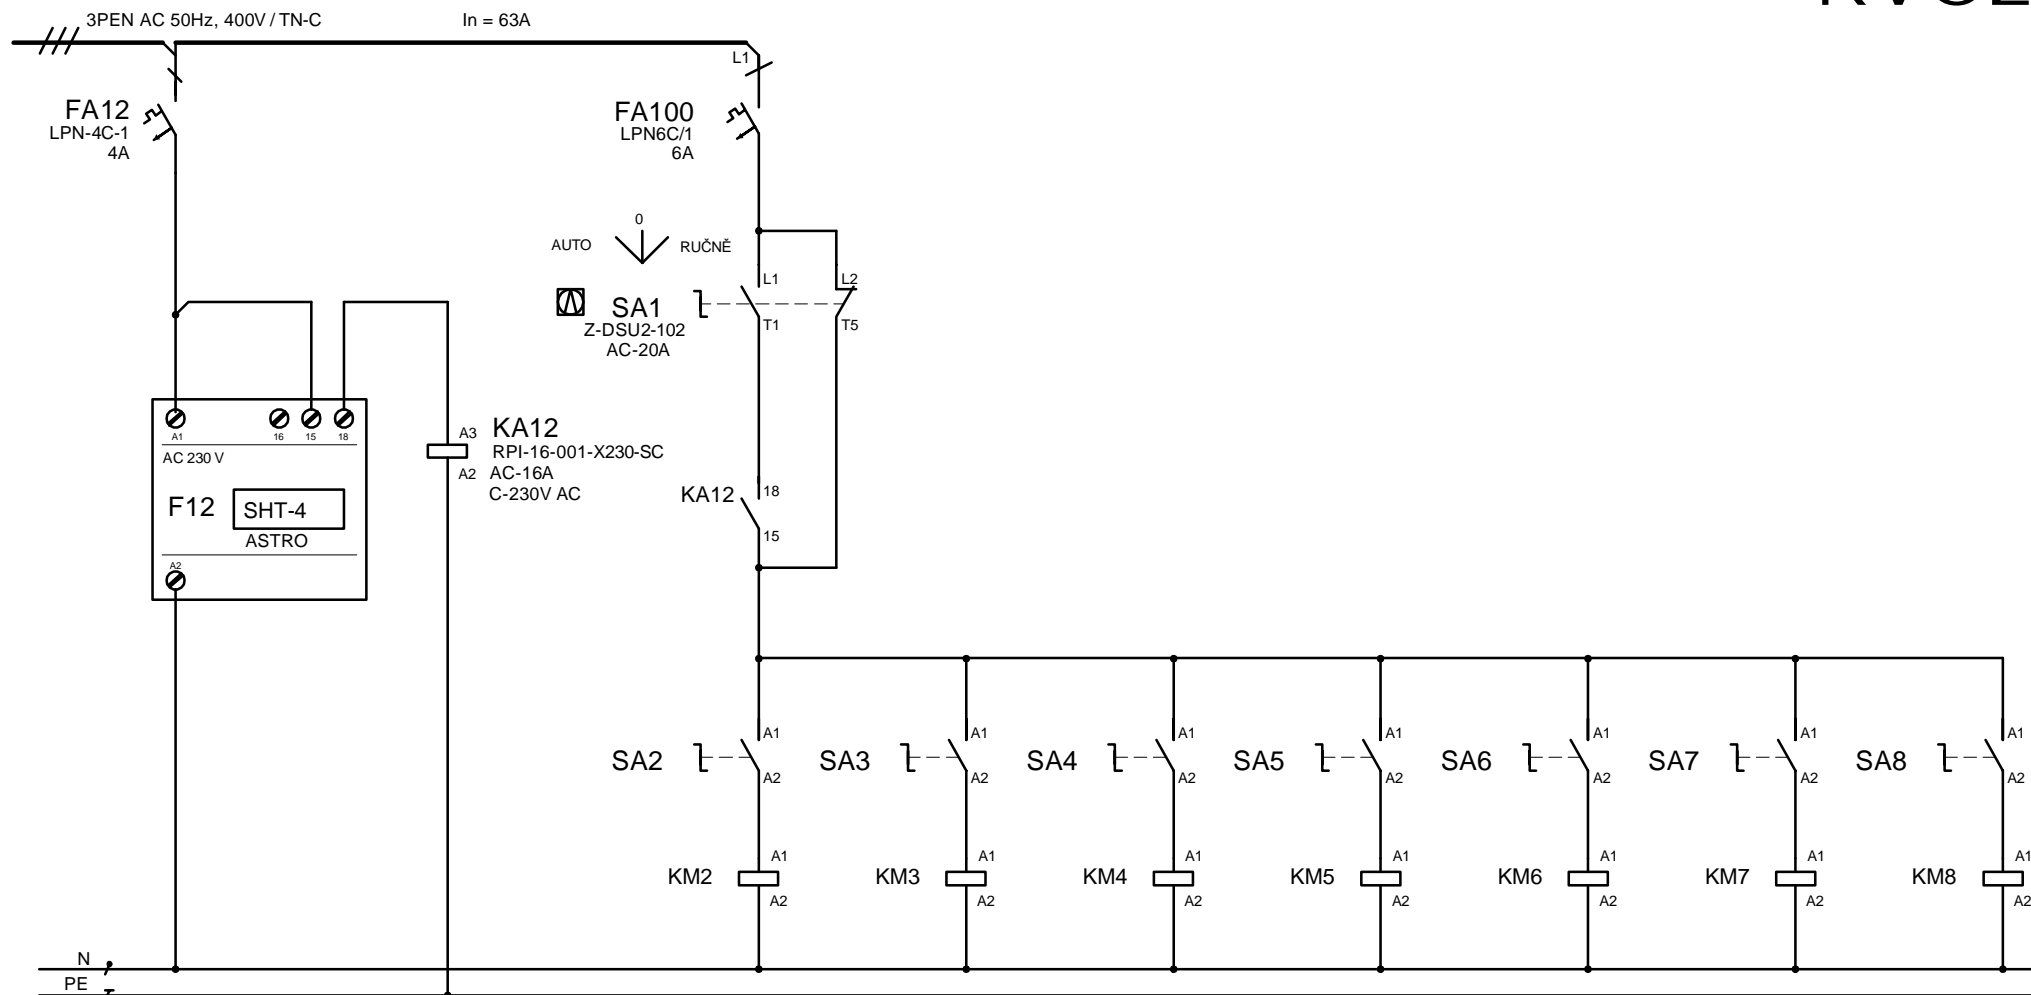 3PEN AC 50Hz, 400V / TN-C
In = 63A
L1
FA12
LPN-4C-1
4A
FA100
LPN6C/1
6A
0
AUTO
RUČNĚ
L1
L2
SA1
Z-DSU2-102
AC-20A
T1
T5
A1
16
15
18
AC 230 V
F12
SHT-4
ASTRO
A2
A3
KA12
RPI-16-001-X230-SC
A2
AC-16A
C-230V AC
KA12
18
15
SA2
A1
A2
SA3
A1
A2
SA4
A1
A2
SA5
A1
A2
SA6
A1
A2
SA7
A1
A2
SA8
A1
A2
KM2
A1
A2
KM3
A1
A2
KM4
A1
A2
KM5
A1
A2
KM6
A1
A2
KM7
A1
A2
KM8
A1
A2
N
PE